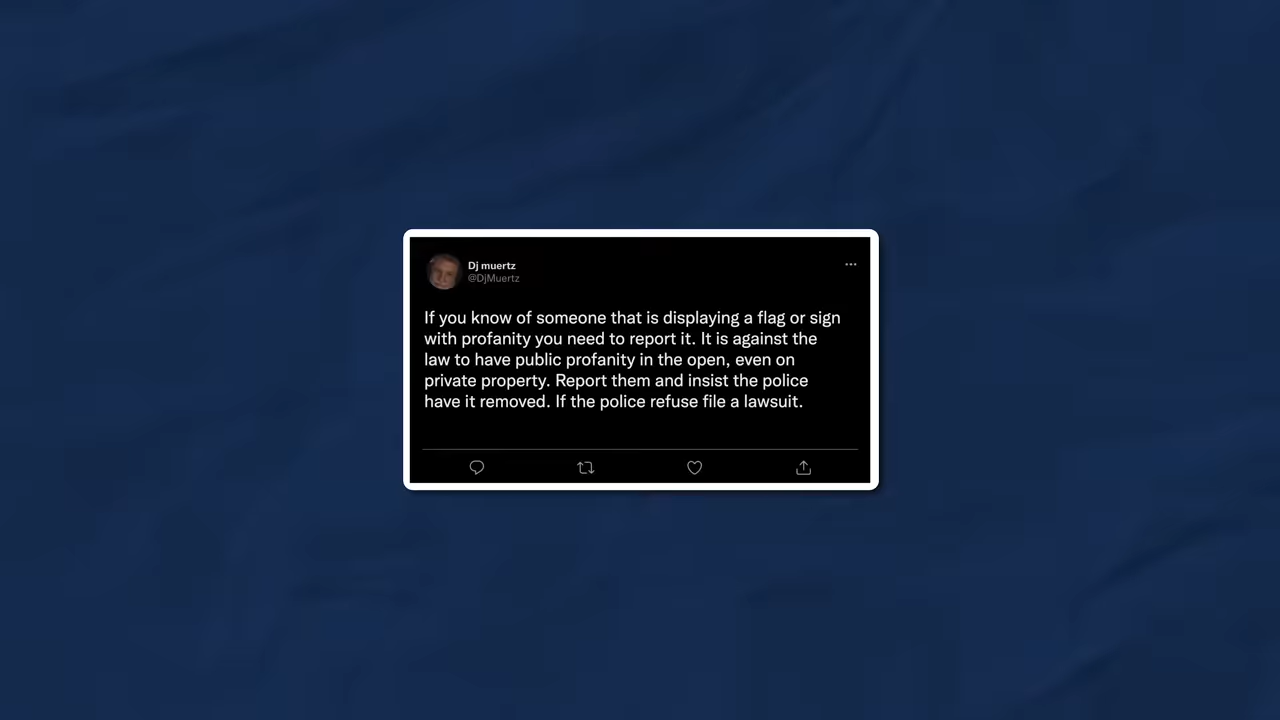 Dj muertz
@DjMuertz
If you know of someone that is displaying a flag or sign
with profanity you need to report it. It is against the
law to have public profanity in the open, even on
private property. Report them and insist the police
have it removed. If the police refuse file a lawsuit.